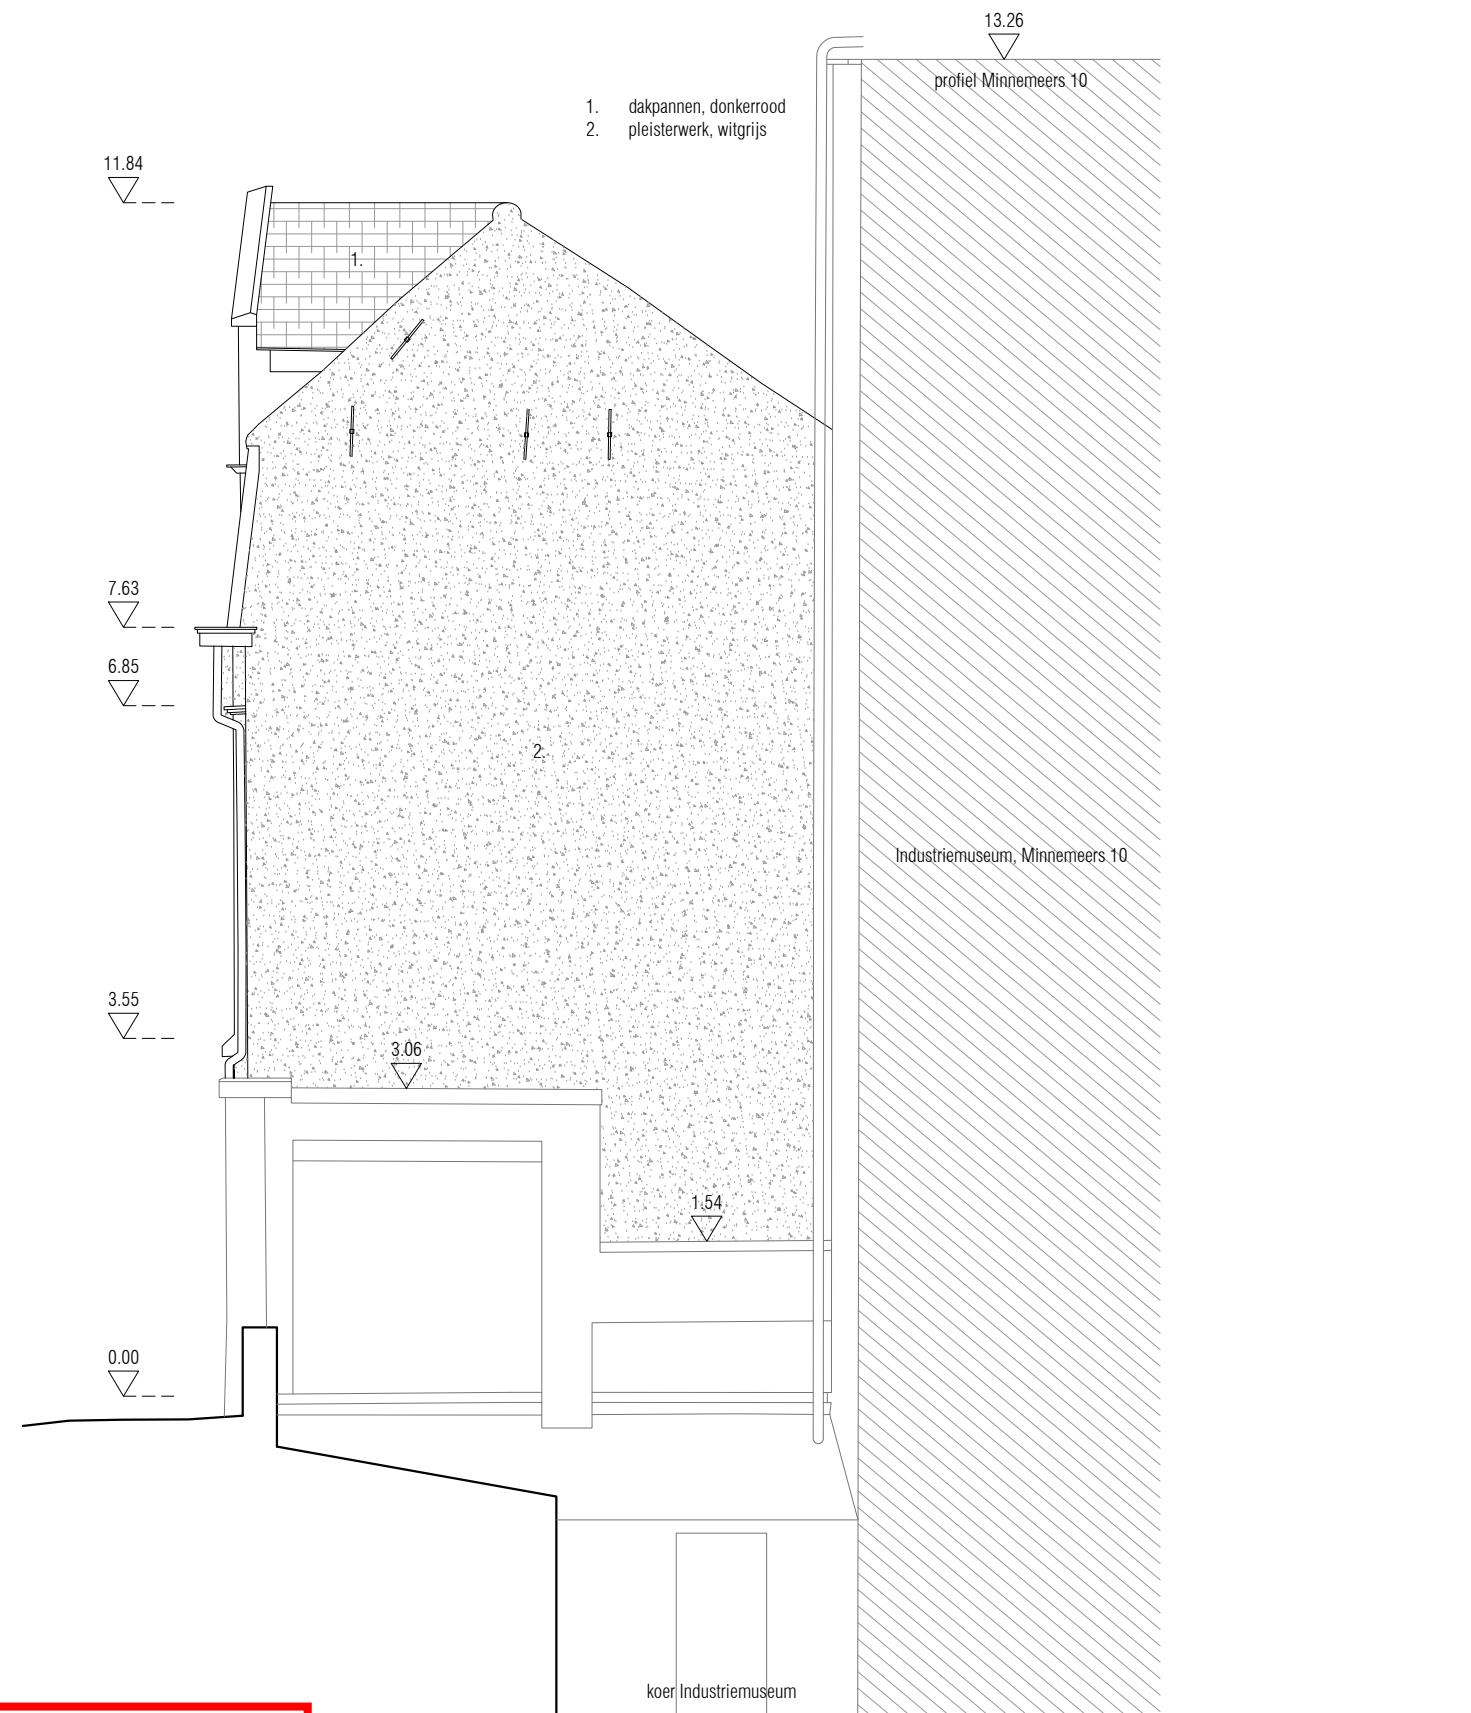 13.26
profiel Minnemeers 10
1. dakpannen, donkerrood
2. pleisterwerk, witgrijs
11.84
1.
7.63
6.85
2.
Industriemuseum, Minnemeers 10
3.55
3.06
1.54
0.00
koer Industriemuseum